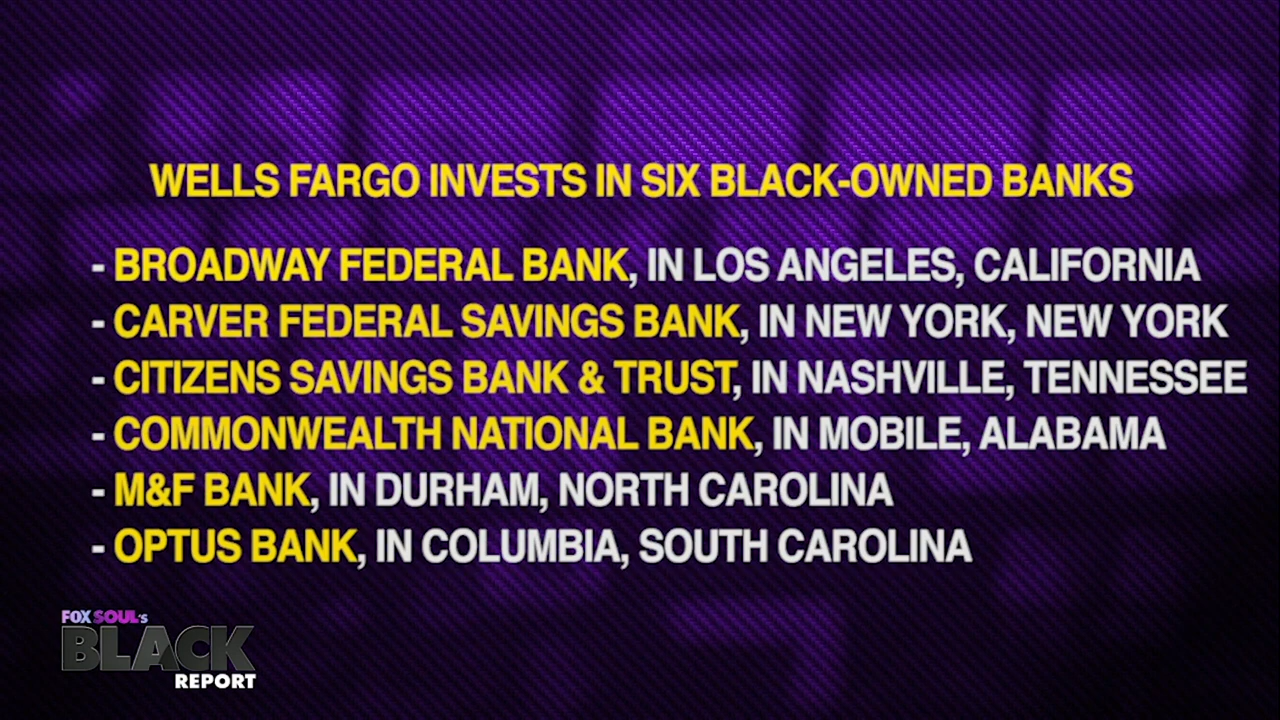 WELLS FARGO INVESTS IN SIX BLACK-OWNED BANKS
- BROADWAY FEDERAL BANK, IN LOS ANGELES, CALIFORNIA
- CARVER FEDERAL SAVINGS BANK, IN NEW YORK, NEW YORK
- CITIZENS SAVINGS BANK & TRUST, IN NASHVILLE, TENNESSEE
- COMMONWEALTH NATIONAL BANK, IN MOBILE, ALABAMA
- M&F BANK, IN DURHAM, NORTH CAROLINA
- OPTUS BANK, IN COLUMBIA, SOUTH CAROLINA
FOX SOUL's
BLACK
REPORT